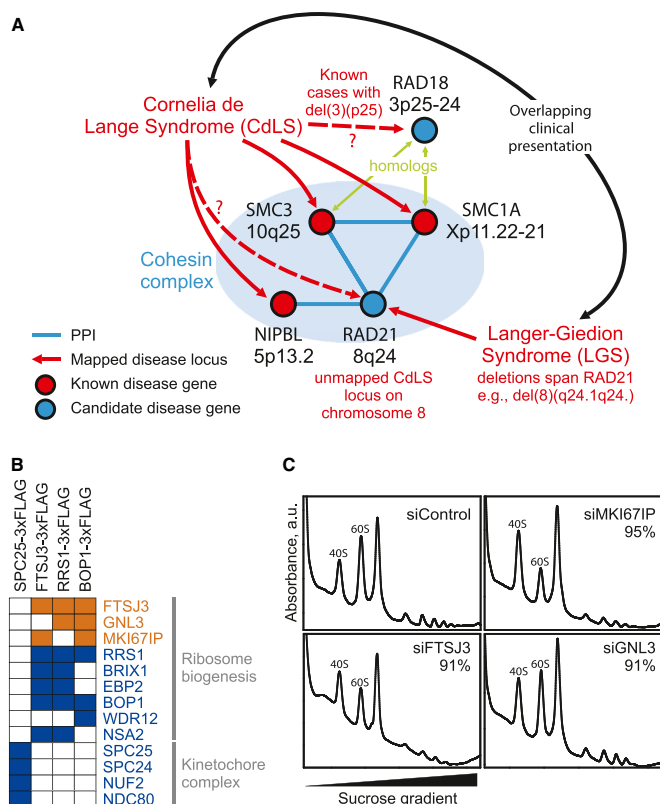 A
Known
cases with
del(3)(p25)
RAD18
3p25-24
Cornelia de
Lange Syndrome (CdLS)
?
Overlapping
clinical
presentation
homologs
?
SMC3
10q25
SMC1A
Xp11.22-21
Cohesin
complex
NIPBL
5p13.2
RAD21
8q24
unmapped CdLS
locus on
chromosome 8
Langer-Giedion
Syndrome (LGS)
deletions span RAD21
e.g., del(8)(q24.1q24.)
PPI
Mapped disease locus
Known disease gene
Candidate disease gene
B
SPC25-3xFLAG
FTSJ3-3xFLAG
RRS1-3xFLAG
BOP1-3xFLAG
FTSJ3
GNL3
MKI67IP
RRS1
BRIX1
EBP2
BOP1
WDR12
NSA2
SPC25
SPC24
NUF2
NDC80
Ribosome
biogenesis
Kinetochore
complex
C
Absorbance, a.u.
siControl
40S
60S
siMKI67IP
95%
40S
60S
siFTSJ3
91%
40S
60S
siGNL3
91%
40S
60S
Sucrose gradient